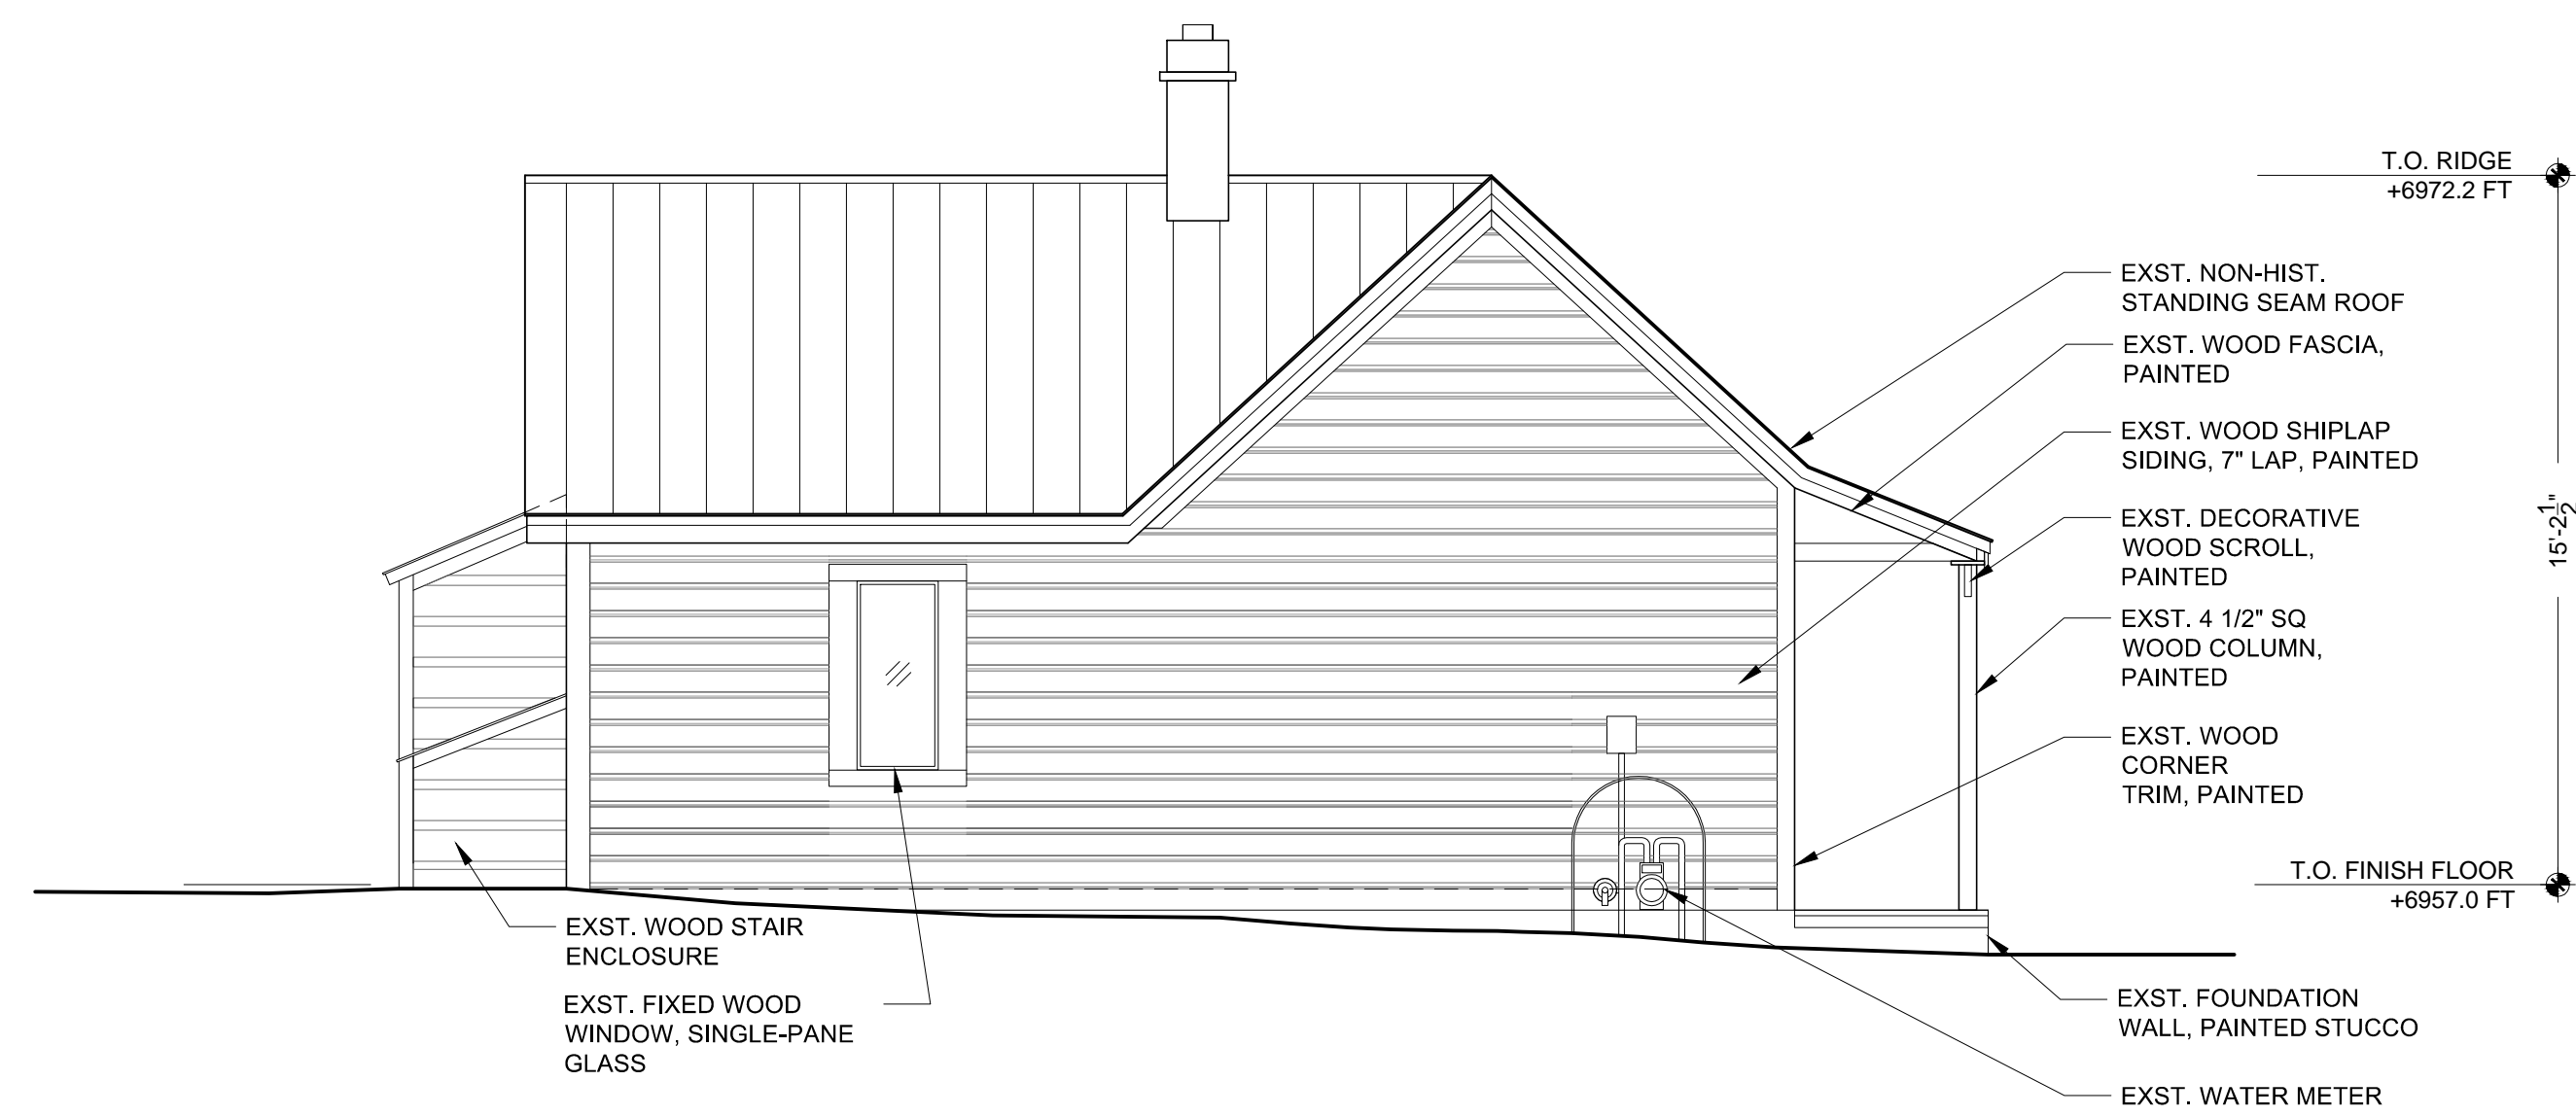 T.O. RIDGE
+6972.2 FT
EXST. NON-HIST.
STANDING SEAM ROOF
EXST. WOOD FASCIA,
PAINTED
EXST. WOOD SHIPLAP
SIDING, 7" LAP, PAINTED
EXST. DECORATIVE
WOOD SCROLL,
PAINTED
15'-2 1/2"
EXST. 4 1/2" SQ
WOOD COLUMN,
PAINTED
EXST. WOOD
CORNER
TRIM, PAINTED
T.O. FINISH FLOOR
+6957.0 FT
EXST. WOOD STAIR
ENCLOSURE
EXST. FIXED WOOD
WINDOW, SINGLE-PANE
GLASS
EXST. FOUNDATION
WALL, PAINTED STUCCO
EXST. WATER METER